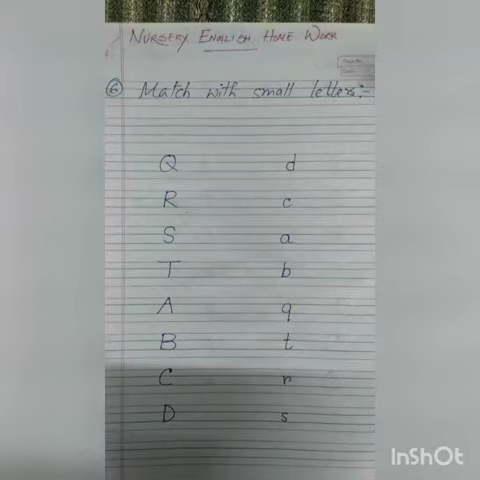 NURSERY ENGLISH HOME WORK
6 Match with small letters:-
Q d
R c
S a
T b
A q
B t
C r
D s
InShOt